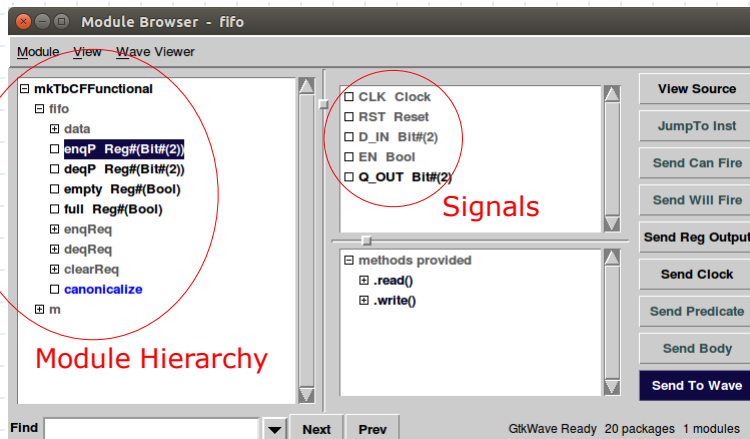 Module Browser - fifo
Module View Wave Viewer
mkTbCFFunctional
fifo
data
enqP Reg#(Bit#(2))
deqP Reg#(Bit#(2))
empty Reg#(Bool)
full Reg#(Bool)
enqReq
deqReq
clearReq
canonicalize
m
Module Hierarchy
CLK Clock
RST Reset
D_IN Bit#(2)
EN Bool
Q_OUT Bit#(2)
Signals
methods provided
.read()
.write()
View Source
JumpTo Inst
Send Can Fire
Send Will Fire
Send Reg Output
Send Clock
Send Predicate
Send Body
Send To Wave
Find Next Prev GtkWave Ready 20 packages 1 modules